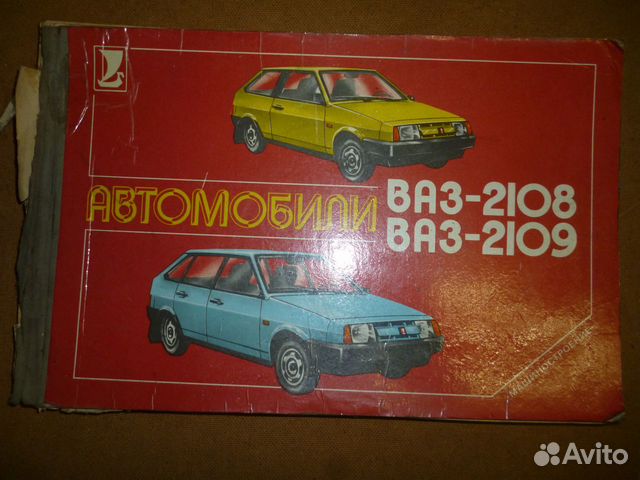 АВТОМОБИЛИ
ВАЗ-2108
ВАЗ-2109
МАШИНОСТРОЕНИЕ
Avito